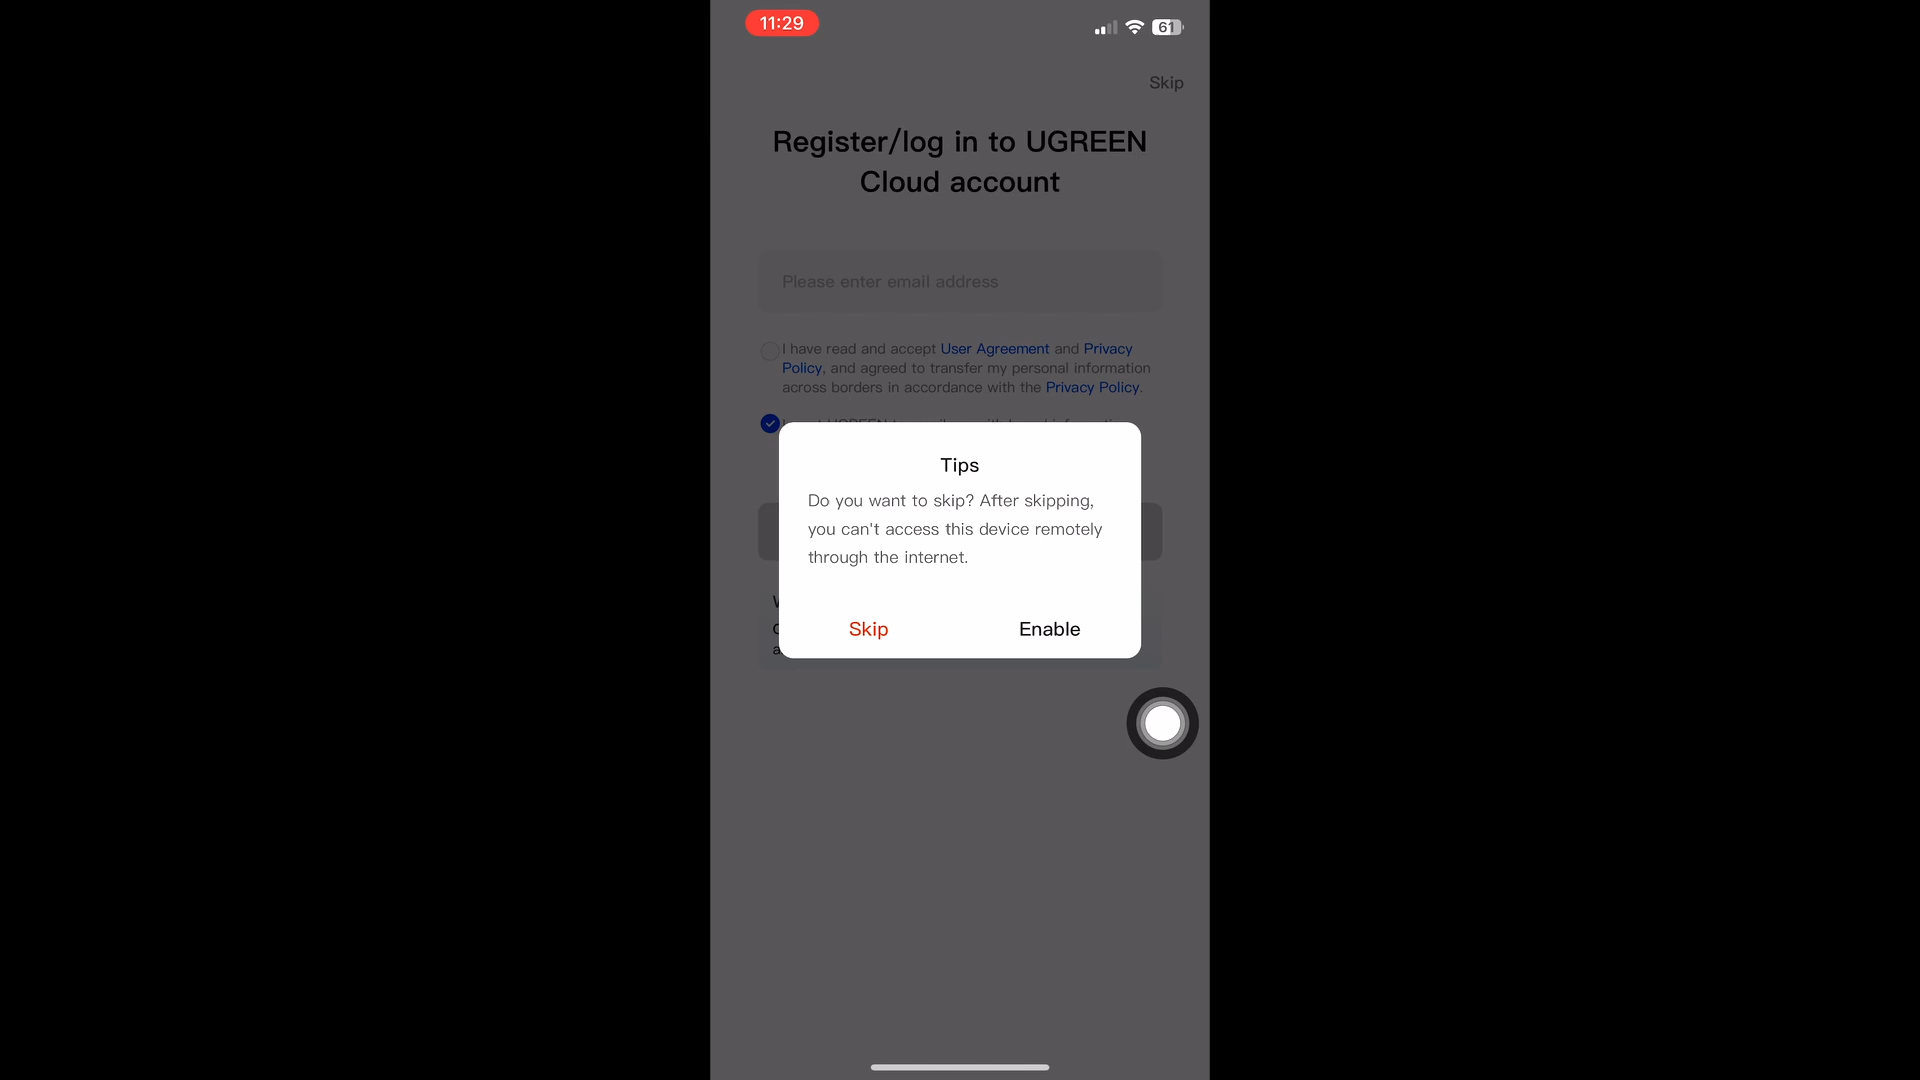 11:29
61
Skip
Register/log in to UGREEN
Cloud account
Please enter email address
I have read and accept User Agreement and Privacy
Policy, and agreed to transfer my personal information
across borders in accordance with the Privacy Policy.
Tips
Do you want to skip? After skipping,
you can't access this device remotely
through the internet.
Skip Enable